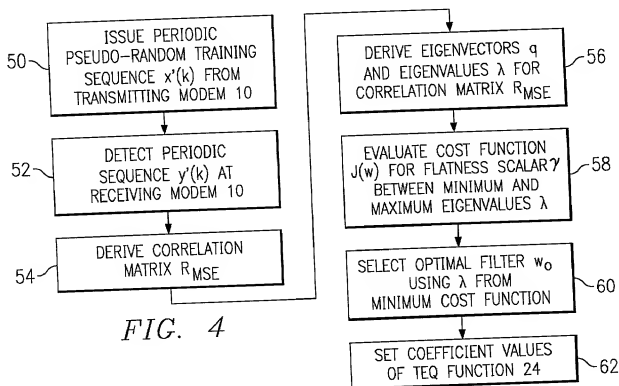 50
ISSUE PERIODIC
PSEUDO-RANDOM TRAINING
SEQUENCE x'(k) FROM
TRANSMITTING MODEM 10
52
DETECT PERIODIC
SEQUENCE y'(k) AT
RECEIVING MODEM 10
54
DERIVE CORRELATION
MATRIX R_MSE
FIG. 4
DERIVE EIGENVECTORS q
AND EIGENVALUES λ FOR
CORRELATION MATRIX R_MSE
56
EVALUATE COST FUNCTION
J(w) FOR FLATNESS SCALAR γ
BETWEEN MINIMUM AND
MAXIMUM EIGENVALUES λ
58
SELECT OPTIMAL FILTER w₀
USING λ FROM
MINIMUM COST FUNCTION
60
SET COEFFICIENT VALUES
OF TEQ FUNCTION 24
62